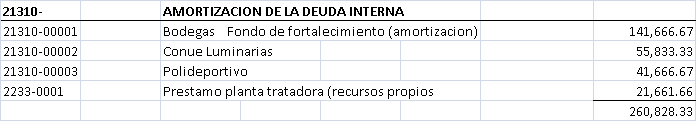 21310- AMORTIZACION DE LA DEUDA INTERNA
21310-00001 Bodegas Fondo de fortalecimiento (amortizacion) 141,666.67
21310-00002 Conue Luminarias 55,833.33
21310-00003 Polideportivo 41,666.67
2233-0001 Prestamo planta tratadora (recursos propios 21,661.66
260,828.33